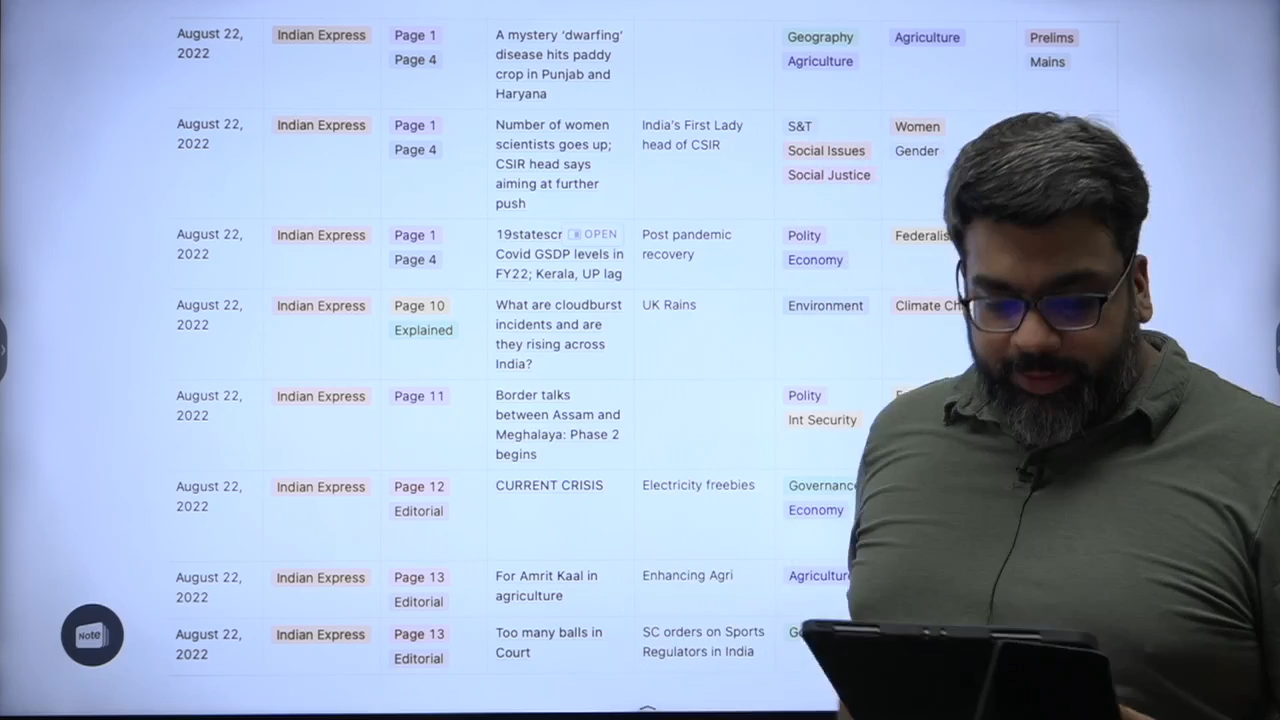 August 22, 2022
Indian Express
Page 1
Page 4
A mystery ‘dwarfing’
disease hits paddy
crop in Punjab and
Haryana
Geography
Agriculture
Agriculture
Prelims
Mains
August 22, 2022
Indian Express
Page 1
Page 4
Number of women
scientists goes up;
CSIR head says
aiming at further
push
India's First Lady
head of CSIR
S&T
Social Issues
Social Justice
Women
Gender
August 22, 2022
Indian Express
Page 1
Page 4
19statescr OPEN
Covid GSDP levels in
FY22; Kerala, UP lag
Post pandemic
recovery
Polity
Economy
Federalis
August 22, 2022
Indian Express
Page 10
Explained
What are cloudburst
incidents and are
they rising across
India?
UK Rains
Environment
Climate Ch
August 22, 2022
Indian Express
Page 11
Border talks
between Assam and
Meghalaya: Phase 2
begins
Polity
Int Security
August 22, 2022
Indian Express
Page 12
Editorial
CURRENT CRISIS
Electricity freebies
Governance
Economy
August 22, 2022
Indian Express
Page 13
Editorial
For Amrit Kaal in
agriculture
Enhancing Agri
Agriculture
August 22, 2022
Indian Express
Page 13
Editorial
Too many balls in
Court
SC orders on Sports
Regulators in India
Note